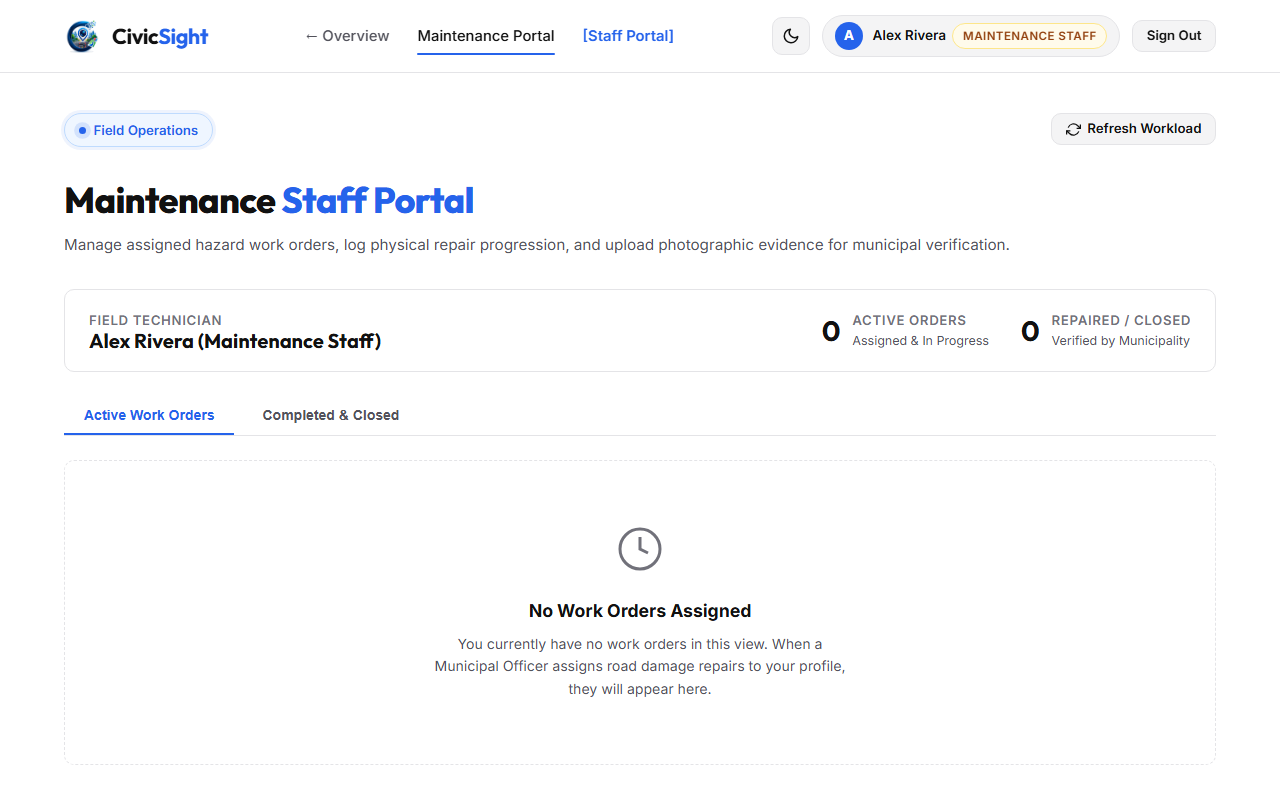 CivicSight
← Overview
Maintenance Portal
[Staff Portal]
A
Alex Rivera
MAINTENANCE STAFF
Sign Out
Field Operations
Refresh Workload
Maintenance Staff Portal
Manage assigned hazard work orders, log physical repair progression, and upload photographic evidence for municipal verification.
FIELD TECHNICIAN
Alex Rivera (Maintenance Staff)
0
ACTIVE ORDERS
Assigned & In Progress
0
REPAIRED / CLOSED
Verified by Municipality
Active Work Orders
Completed & Closed
No Work Orders Assigned
You currently have no work orders in this view. When a
Municipal Officer assigns road damage repairs to your profile,
they will appear here.